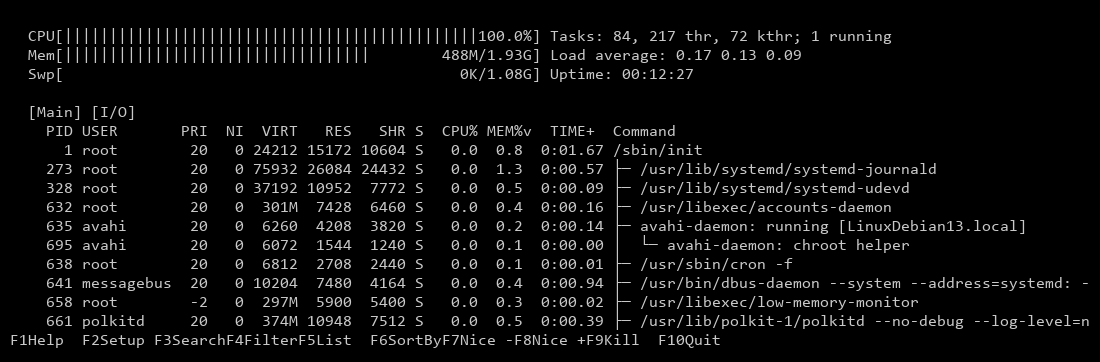 CPU[||||||||||||||||||||||||||||||||||||||||||||||100.0%] Tasks: 84, 217 thr, 72 kthr; 1 running
Mem[||||||||||||||||||||||||||||||||||        488M/1.93G] Load average: 0.17 0.13 0.09
Swp[                                            0K/1.08G] Uptime: 00:12:27
[Main] [I/O]
PID USER       PRI  NI  VIRT   RES   SHR S  CPU% MEM%v  TIME+  Command
1 root        20   0 24212 15172 10604 S   0.0  0.8  0:01.67 /sbin/init
273 root        20   0 75932 26084 24432 S   0.0  1.3  0:00.57 ├─ /usr/lib/systemd/systemd-journald
328 root        20   0 37192 10952  7772 S   0.0  0.5  0:00.09 ├─ /usr/lib/systemd/systemd-udevd
632 root        20   0  301M  7428  6460 S   0.0  0.4  0:00.16 ├─ /usr/libexec/accounts-daemon
635 avahi       20   0  6260  4208  3820 S   0.0  0.2  0:00.14 ├─ avahi-daemon: running [LinuxDebian13.local]
695 avahi       20   0  6072  1544  1240 S   0.0  0.1  0:00.00 │  └─ avahi-daemon: chroot helper
638 root        20   0  6812  2708  2440 S   0.0  0.1  0:00.01 ├─ /usr/sbin/cron -f
641 messagebus  20   0 10204  7480  4164 S   0.0  0.4  0:00.94 ├─ /usr/bin/dbus-daemon --system --address=systemd: -
658 root        -2   0  297M  5900  5400 S   0.0  0.3  0:00.02 ├─ /usr/libexec/low-memory-monitor
661 polkitd     20   0  374M 10948  7512 S   0.0  0.5  0:00.39 ├─ /usr/lib/polkit-1/polkitd --no-debug --log-level=n
F1Help  F2Setup F3SearchF4FilterF5List  F6SortByF7Nice -F8Nice +F9Kill  F10Quit